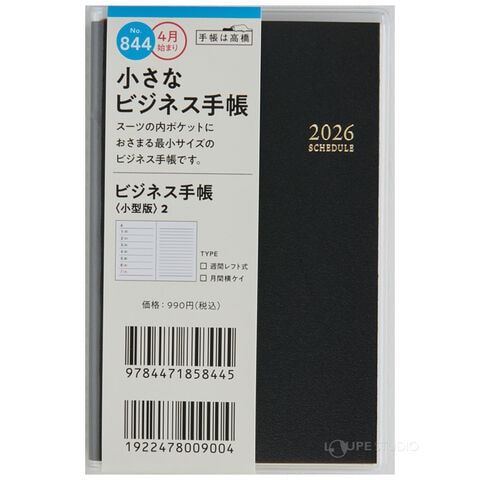 No.
844
4月
始まり
手帳は高橋
小さな
ビジネス手帳
スーツの内ポケットに
おさまる最小サイズの
ビジネス手帳です。
ビジネス手帳
〈小型版〉2
TYPE
週間レフト式
月間横ケイ
価格：990円(税込)
9784471858445
1922478009004
2026
SCHEDULE
LOUPE STUDIO